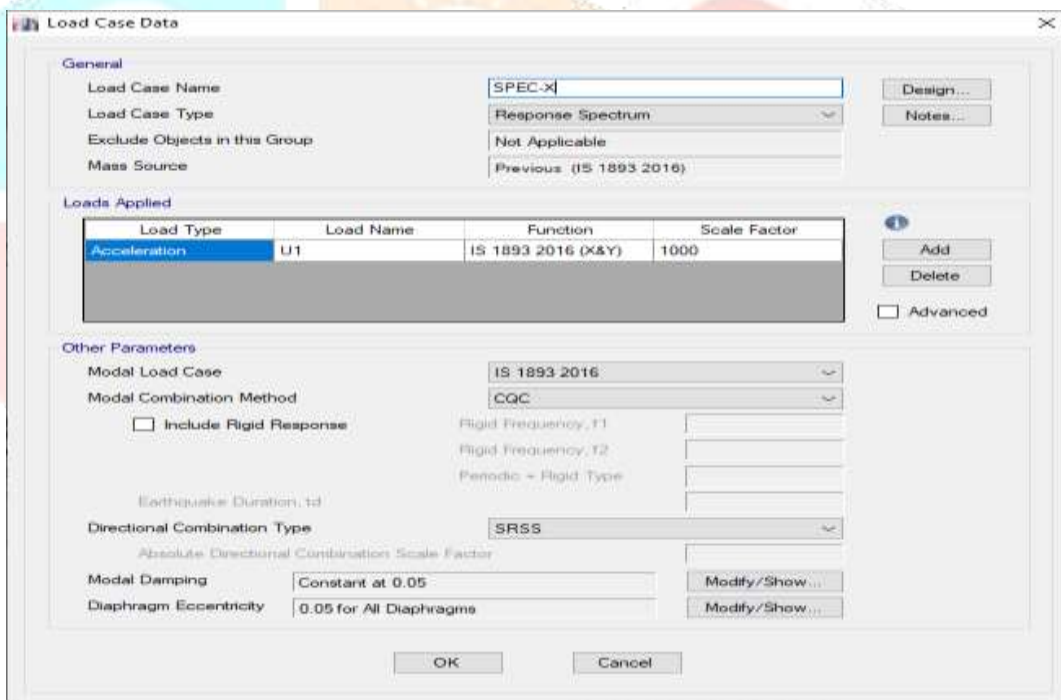 Load Case Data
General
Load Case Name SPEC-X Design...
Load Case Type Response Spectrum Notes...
Exclude Objects in this Group Not Applicable
Mass Source Previous (IS 1893 2016)
Loads Applied
Load Type Load Name Function Scale Factor
Acceleration U1 IS 1893 2016 (X&Y) 1000
Add
Delete
Advanced
Other Parameters
Modal Load Case IS 1893 2016
Modal Combination Method CQC
Include Rigid Response Rigid Frequency, f1
Rigid Frequency, f2
Periodic + Rigid Type
Earthquake Duration, td
Directional Combination Type SRSS
Absolute Directional Combination Scale Factor
Modal Damping Constant at 0.05 Modify/Show...
Diaphragm Eccentricity 0.05 for All Diaphragms Modify/Show...
OK Cancel